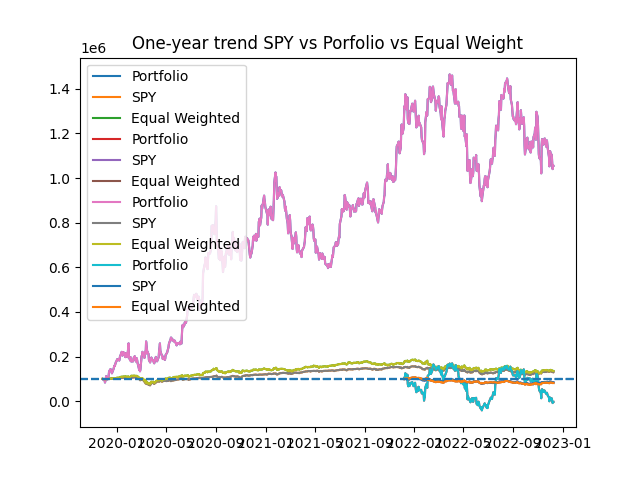 One-year trend SPY vs Porfolio vs Equal Weight
1e6
Portfolio
SPY
Equal Weighted
Portfolio
SPY
Equal Weighted
Portfolio
SPY
Equal Weighted
Portfolio
SPY
Equal Weighted
1.4
1.2
1.0
0.8
0.6
0.4
0.2
0.0
2020-01 2020-05 2020-09 2021-01 2021-05 2021-09 2022-01 2022-05 2022-09 2023-01